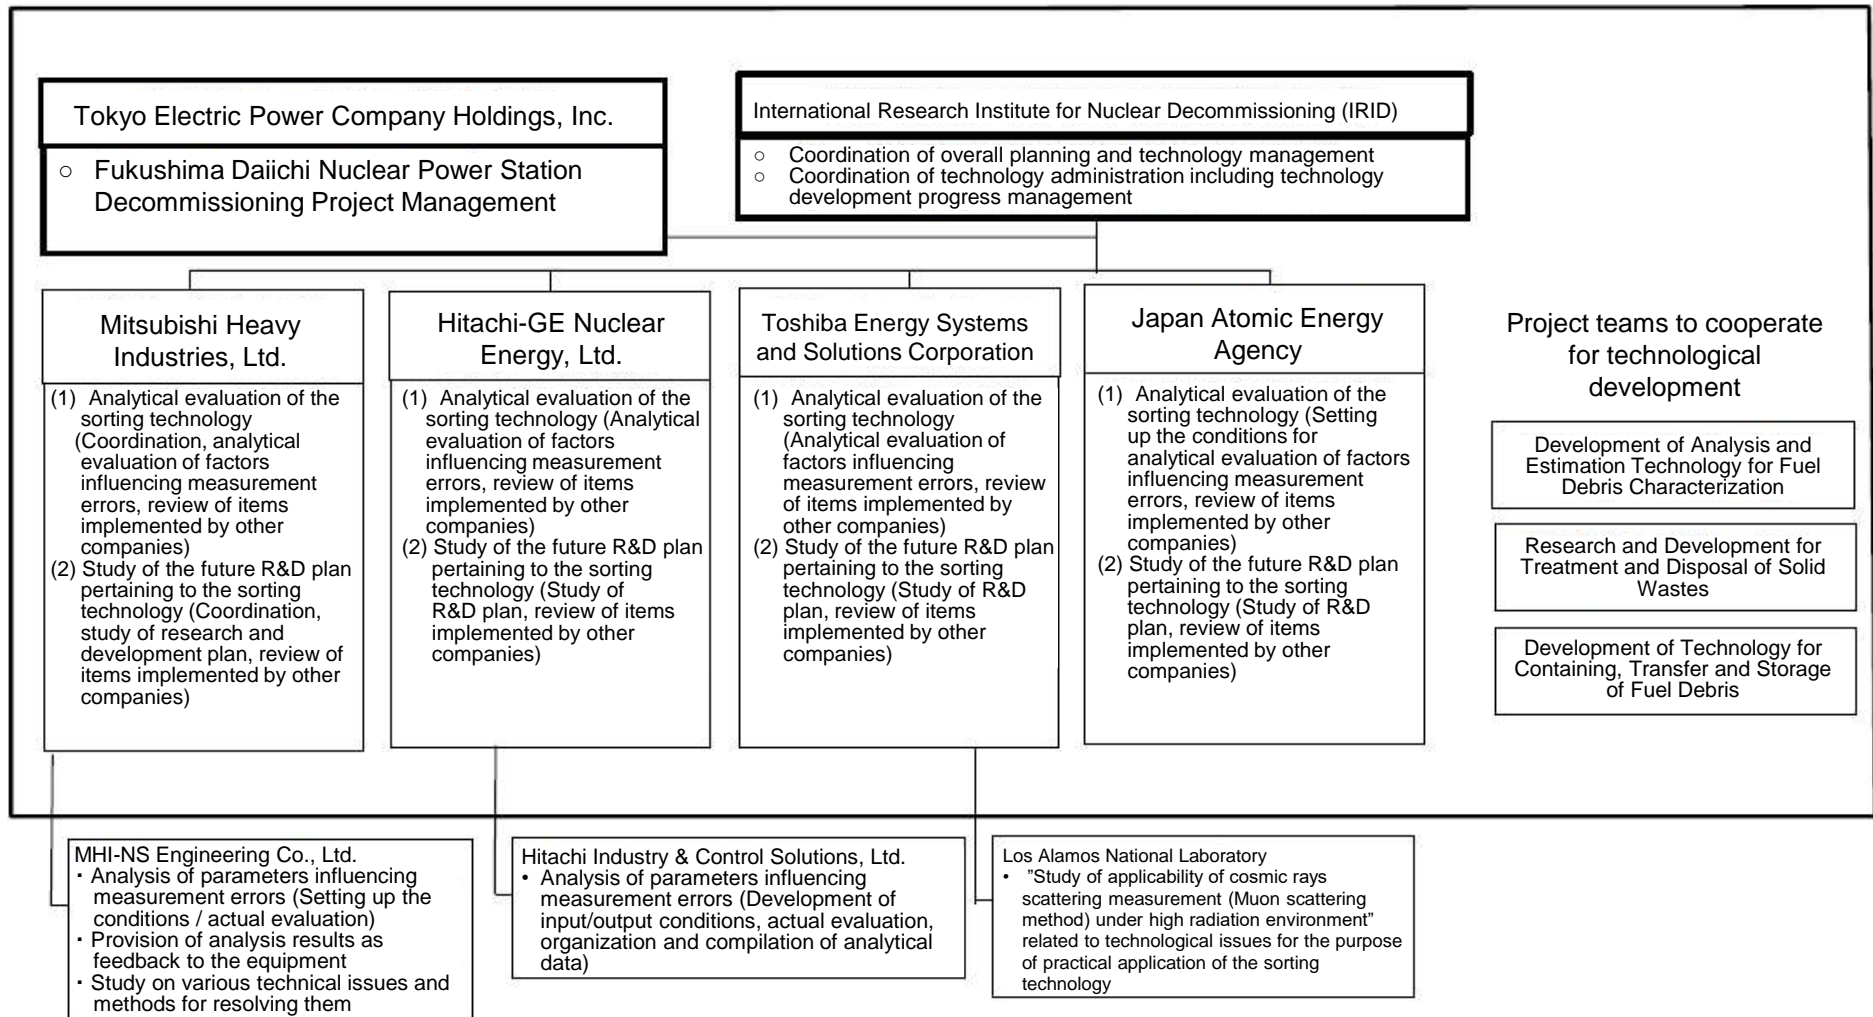 Tokyo Electric Power Company Holdings, Inc.
○ Fukushima Daiichi Nuclear Power Station
Decommissioning Project Management
International Research Institute for Nuclear Decommissioning (IRID)
○ Coordination of overall planning and technology management
○ Coordination of technology administration including technology
development progress management
Mitsubishi Heavy
Industries, Ltd.
(1) Analytical evaluation of the
sorting technology
(Coordination, analytical
evaluation of factors
influencing measurement
errors, review of items
implemented by other
companies)
(2) Study of the future R&D plan
pertaining to the sorting
technology (Coordination,
study of research and
development plan, review of
items implemented by other
companies)
Hitachi-GE Nuclear
Energy, Ltd.
(1) Analytical evaluation of the
sorting technology (Analytical
evaluation of factors
influencing measurement
errors, review of items
implemented by other
companies)
(2) Study of the future R&D plan
pertaining to the sorting
technology (Study of
R&D plan, review of items
implemented by other
companies)
Toshiba Energy Systems
and Solutions Corporation
(1) Analytical evaluation of the
sorting technology
(Analytical evaluation of
factors influencing
measurement errors, review
of items implemented by
other companies)
(2) Study of the future R&D plan
pertaining to the sorting
technology (Study of R&D
plan, review of items
implemented by other
companies)
Japan Atomic Energy
Agency
(1) Analytical evaluation of the
sorting technology (Setting
up the conditions for
analytical evaluation of factors
influencing measurement
errors, review of items
implemented by other
companies)
(2) Study of the future R&D plan
pertaining to the sorting
technology (Study of R&D
plan, review of items
implemented by other
companies)
Project teams to cooperate
for technological
development
Development of Analysis and
Estimation Technology for Fuel
Debris Characterization
Research and Development for
Treatment and Disposal of Solid
Wastes
Development of Technology for
Containing, Transfer and Storage
of Fuel Debris
MHI-NS Engineering Co., Ltd.
・Analysis of parameters influencing
measurement errors (Setting up the
conditions / actual evaluation)
・Provision of analysis results as
feedback to the equipment
・Study on various technical issues and
methods for resolving them
Hitachi Industry & Control Solutions, Ltd.
• Analysis of parameters influencing
measurement errors (Development of
input/output conditions, actual evaluation,
organization and compilation of analytical
data)
Los Alamos National Laboratory
• ”Study of applicability of cosmic rays
scattering measurement (Muon scattering
method) under high radiation environment”
related to technological issues for the purpose
of practical application of the sorting
technology